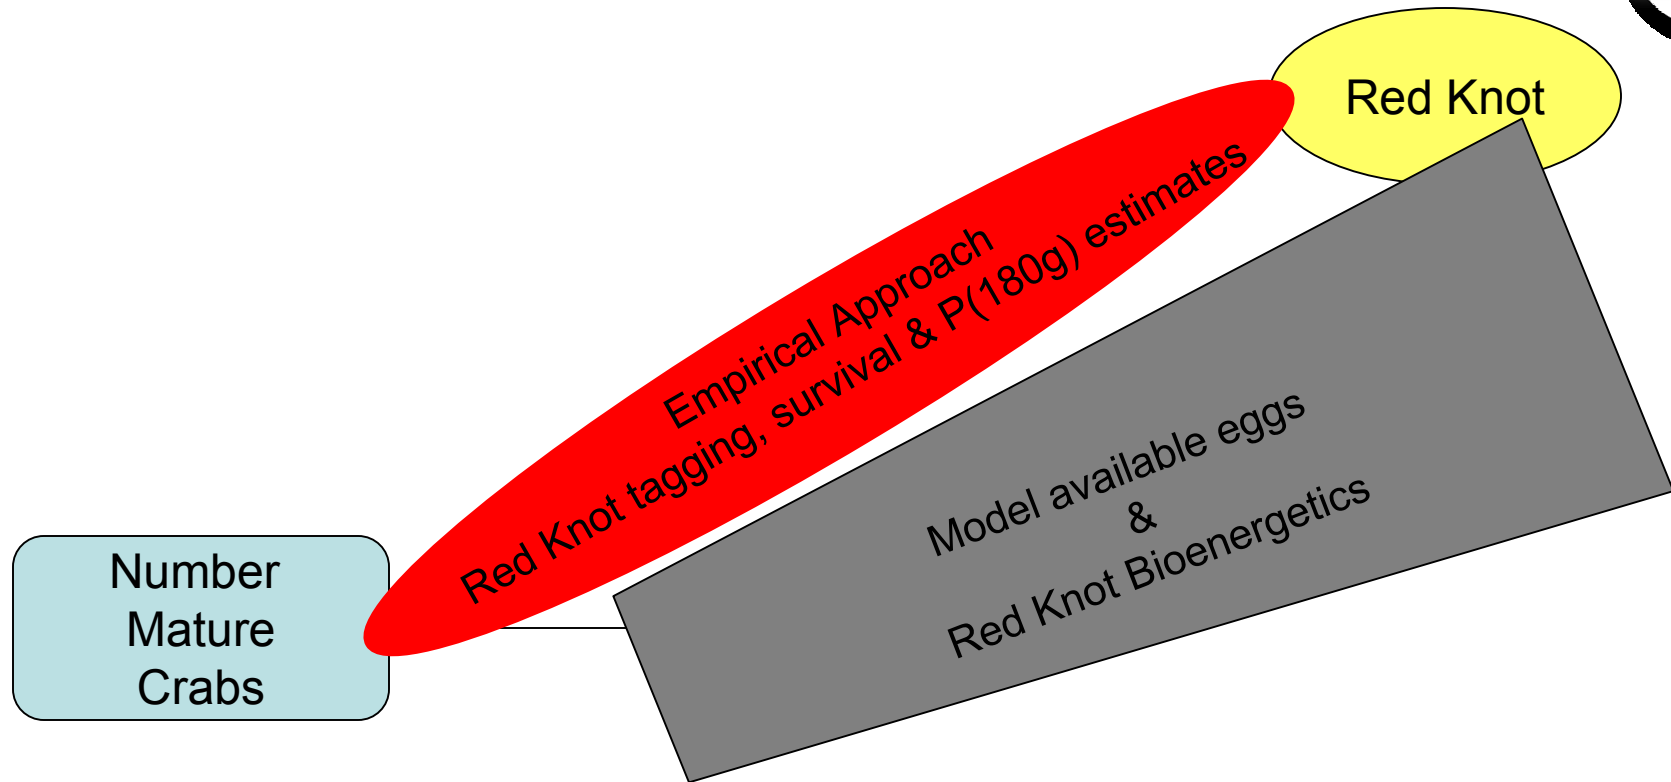 Red Knot
Empirical Approach
Red Knot tagging, survival & P(180g) estimates
Model available eggs
&
Red Knot Bioenergetics
Number
Mature
Crabs